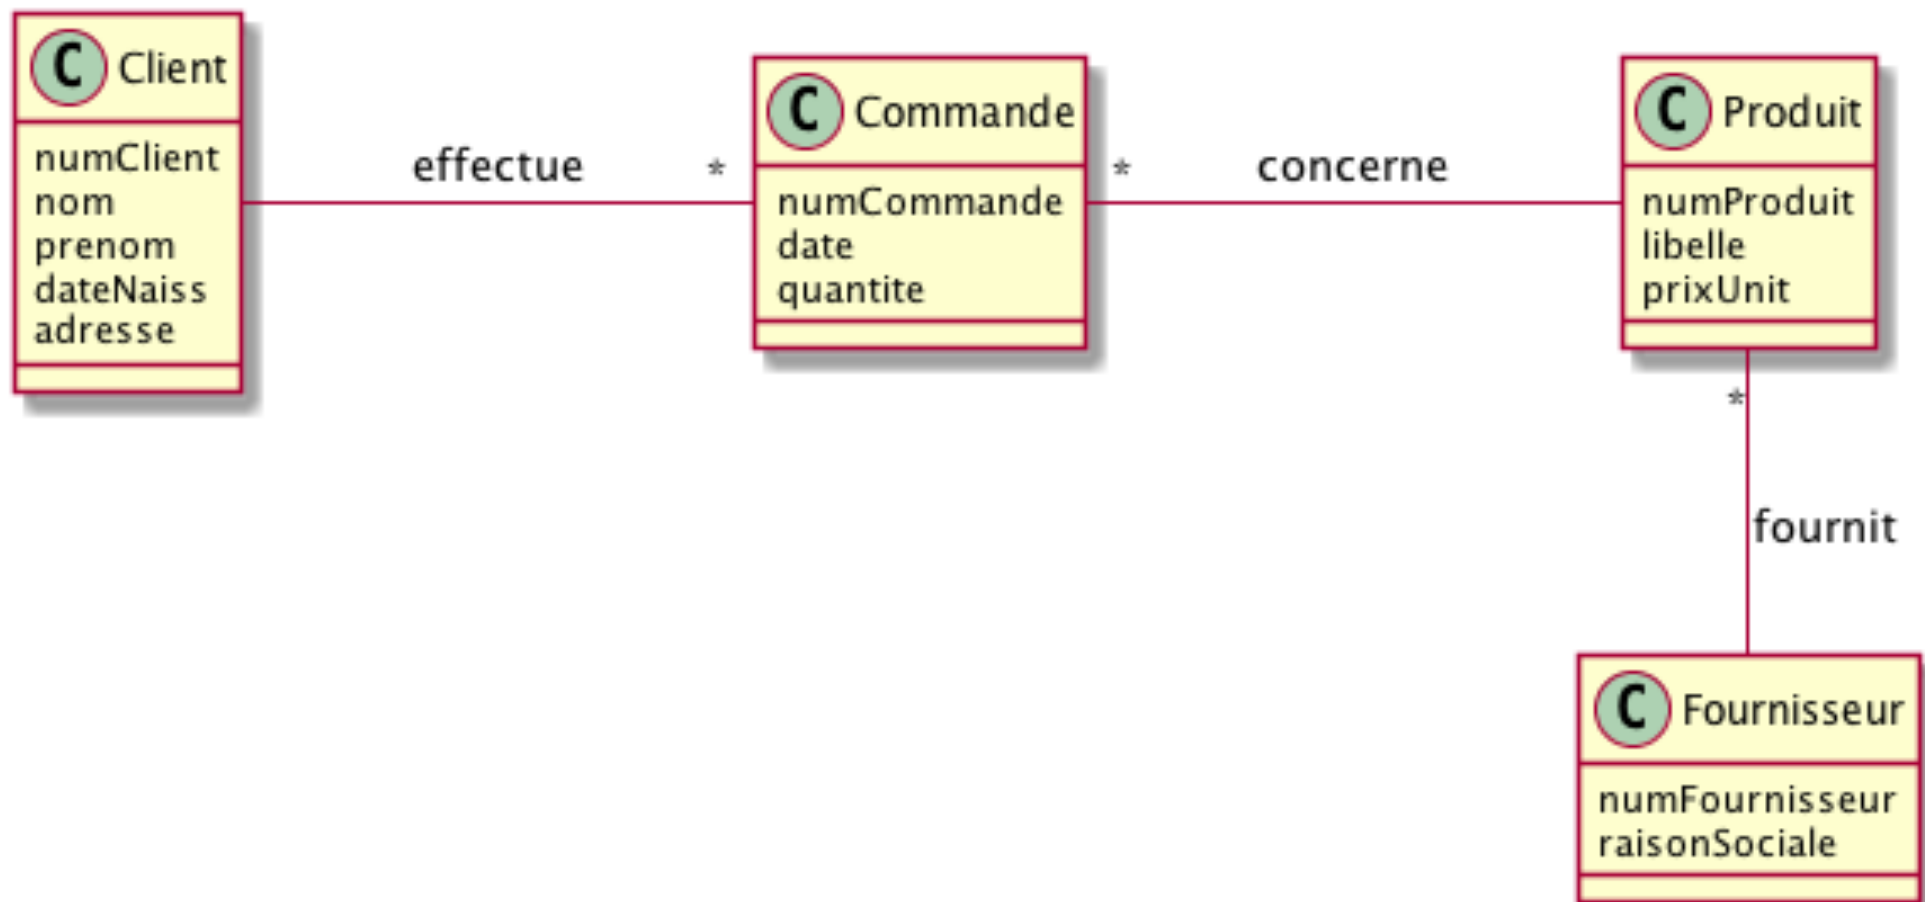 C Client
numClient
nom
prenom
dateNaiss
adresse
effectue *
C Commande
numCommande
date
quantite
* concerne
C Produit
numProduit
libelle
prixUnit
*
fournit
C Fournisseur
numFournisseur
raisonSociale